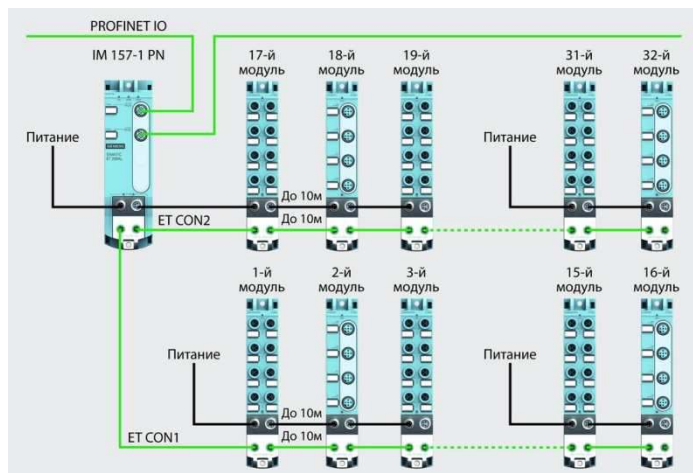 PROFINET IO
IM 157-1 PN
17-й модуль
18-й модуль
19-й модуль
31-й модуль
32-й модуль
Питание
Питание
До 10м
До 10м
ET CON2
1-й модуль
2-й модуль
3-й модуль
15-й модуль
16-й модуль
Питание
Питание
До 10м
До 10м
ET CON1